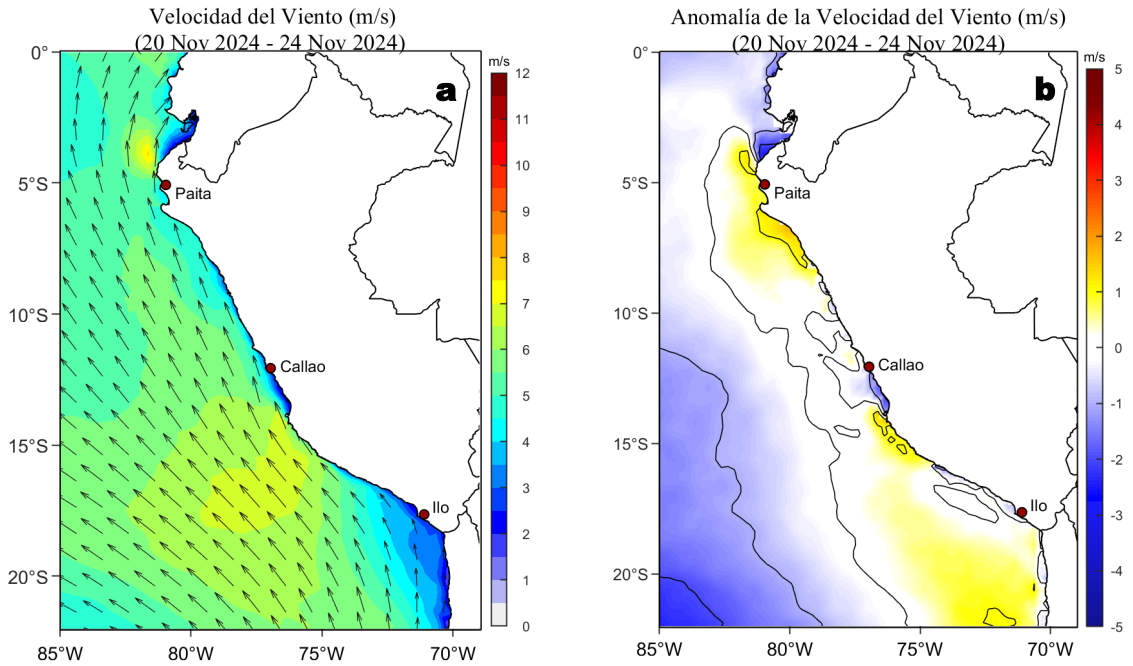 Velocidad del Viento (m/s)
(20 Nov 2024 - 24 Nov 2024)
0°
5°S
10°S
15°S
20°S
85°W
80°W
75°W
70°W
a
Paita
Callao
Ilo
m/s
12
11
10
9
8
7
6
5
4
3
2
1
0
Anomalía de la Velocidad del Viento (m/s)
(20 Nov 2024 - 24 Nov 2024)
0°
5°S
10°S
15°S
20°S
85°W
80°W
75°W
70°W
b
Paita
Callao
Ilo
m/s
5
4
3
2
1
0
-1
-2
-3
-4
-5